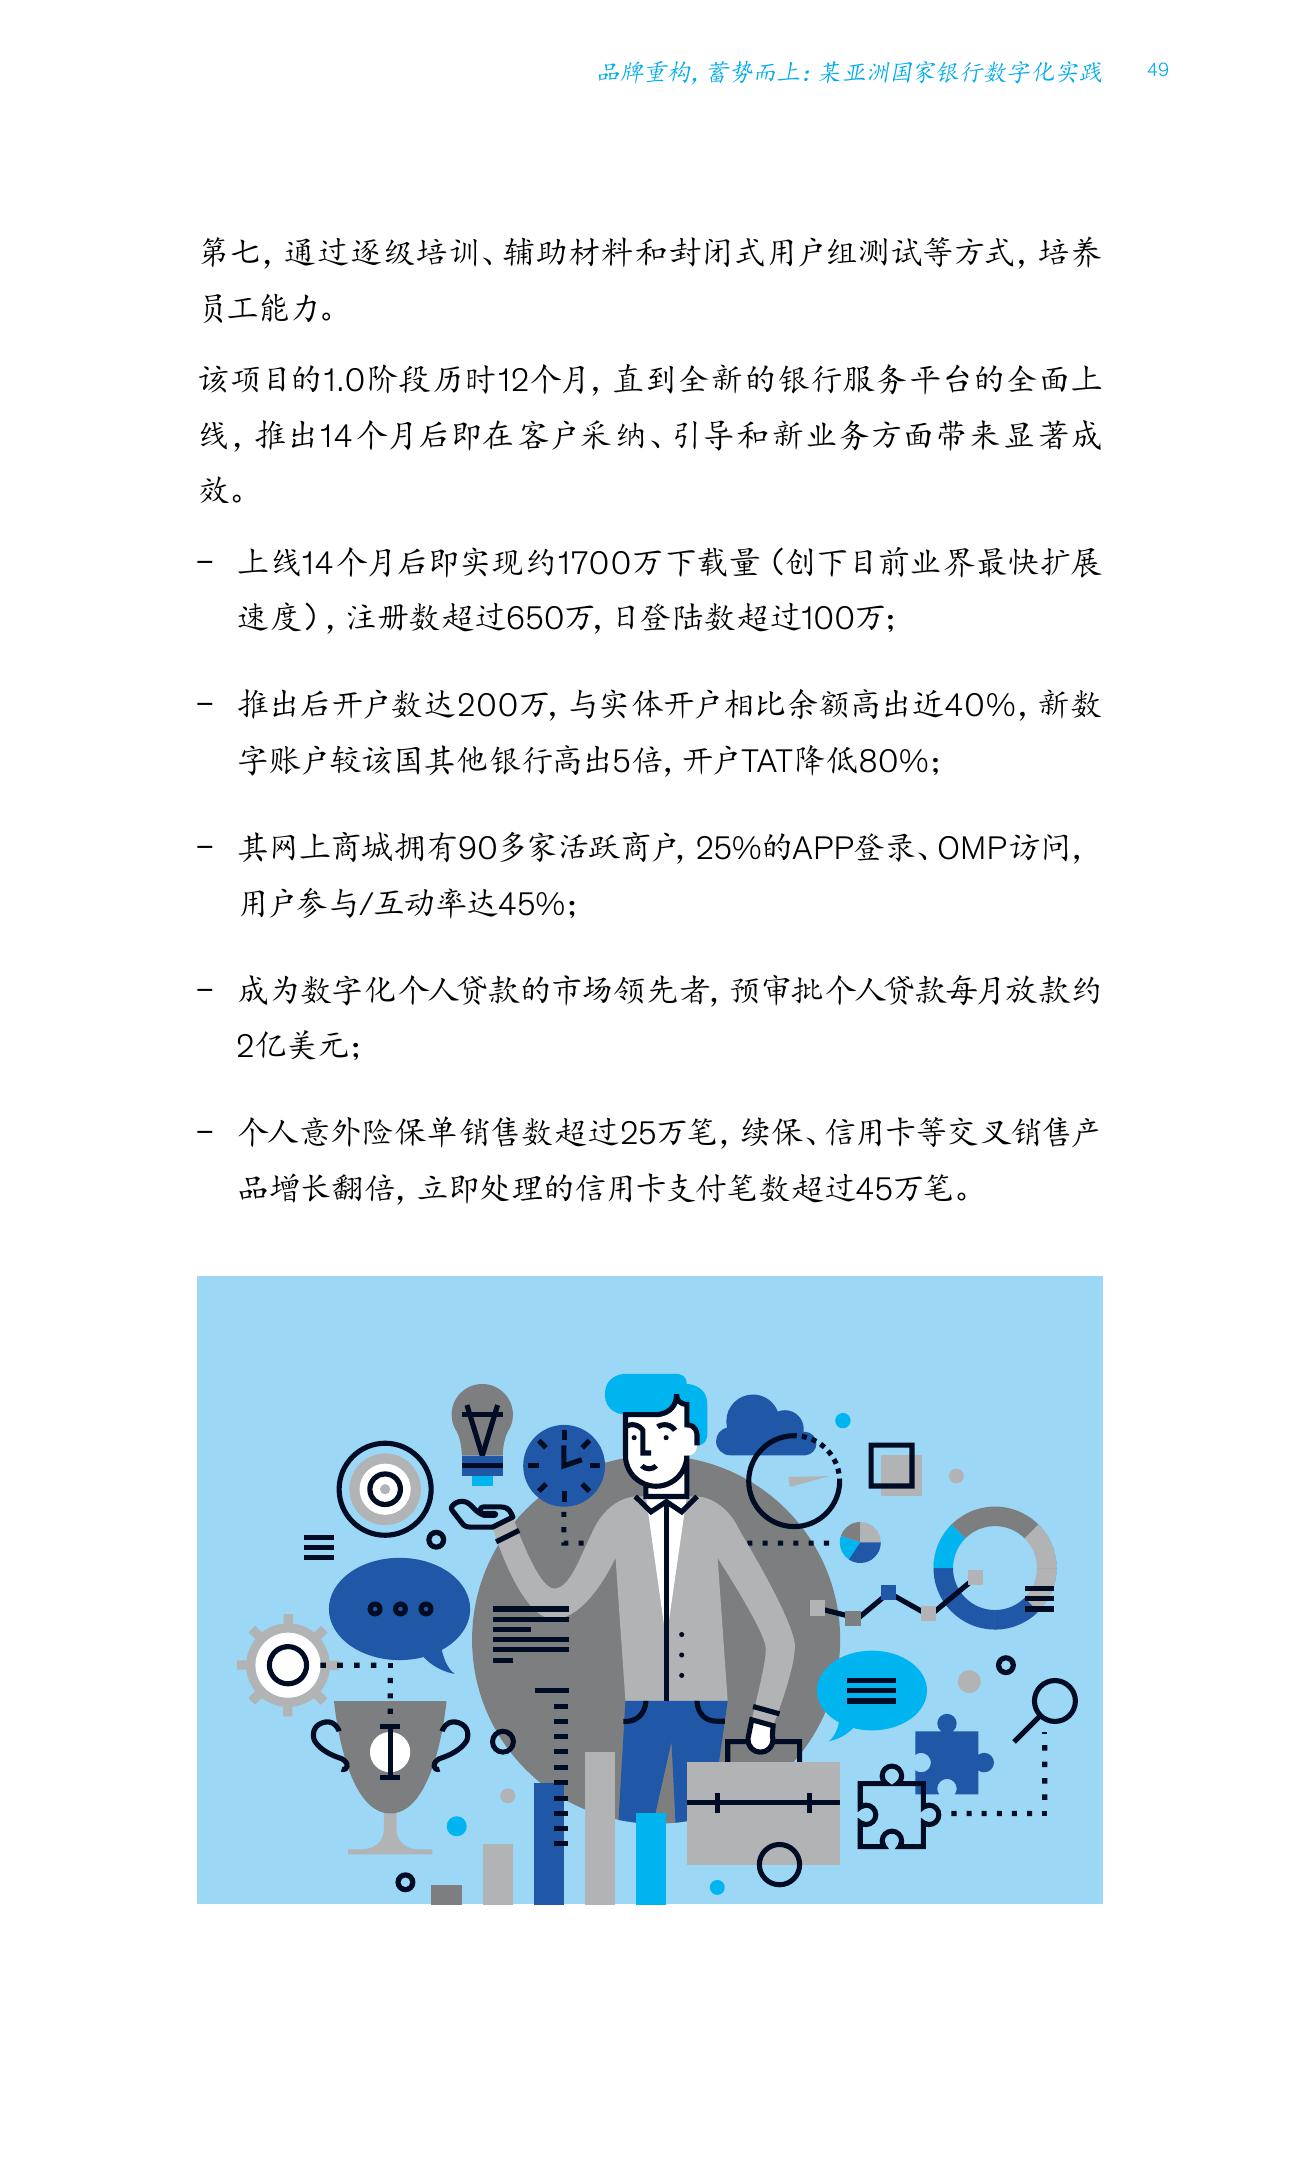 品牌重构，蓄势而上：某亚洲国家银行数字化实践 49
第七，通过逐级培训、辅助材料和封闭式用户组测试等方式，培养
员工能力。
该项目的1.0阶段历时12个月，直到全新的银行服务平台的全面上
线，推出14个月后即在客户采纳、引导和新业务方面带来显著成
效。
– 上线14个月后即实现约1700万下载量（创下目前业界最快扩展
速度），注册数超过650万，日登陆数超过100万；
– 推出后开户数达200万，与实体开户相比余额高出近40%，新数
字账户较该国其他银行高出5倍，开户TAT降低80%；
– 其网上商城拥有90多家活跃商户，25%的APP登录、OMP访问，
用户参与/互动率达45%；
– 成为数字化个人贷款的市场领先者，预审批个人贷款每月放款约
2亿美元；
– 个人意外险保单销售数超过25万笔，续保、信用卡等交叉销售产
品增长翻倍，立即处理的信用卡支付笔数超过45万笔。